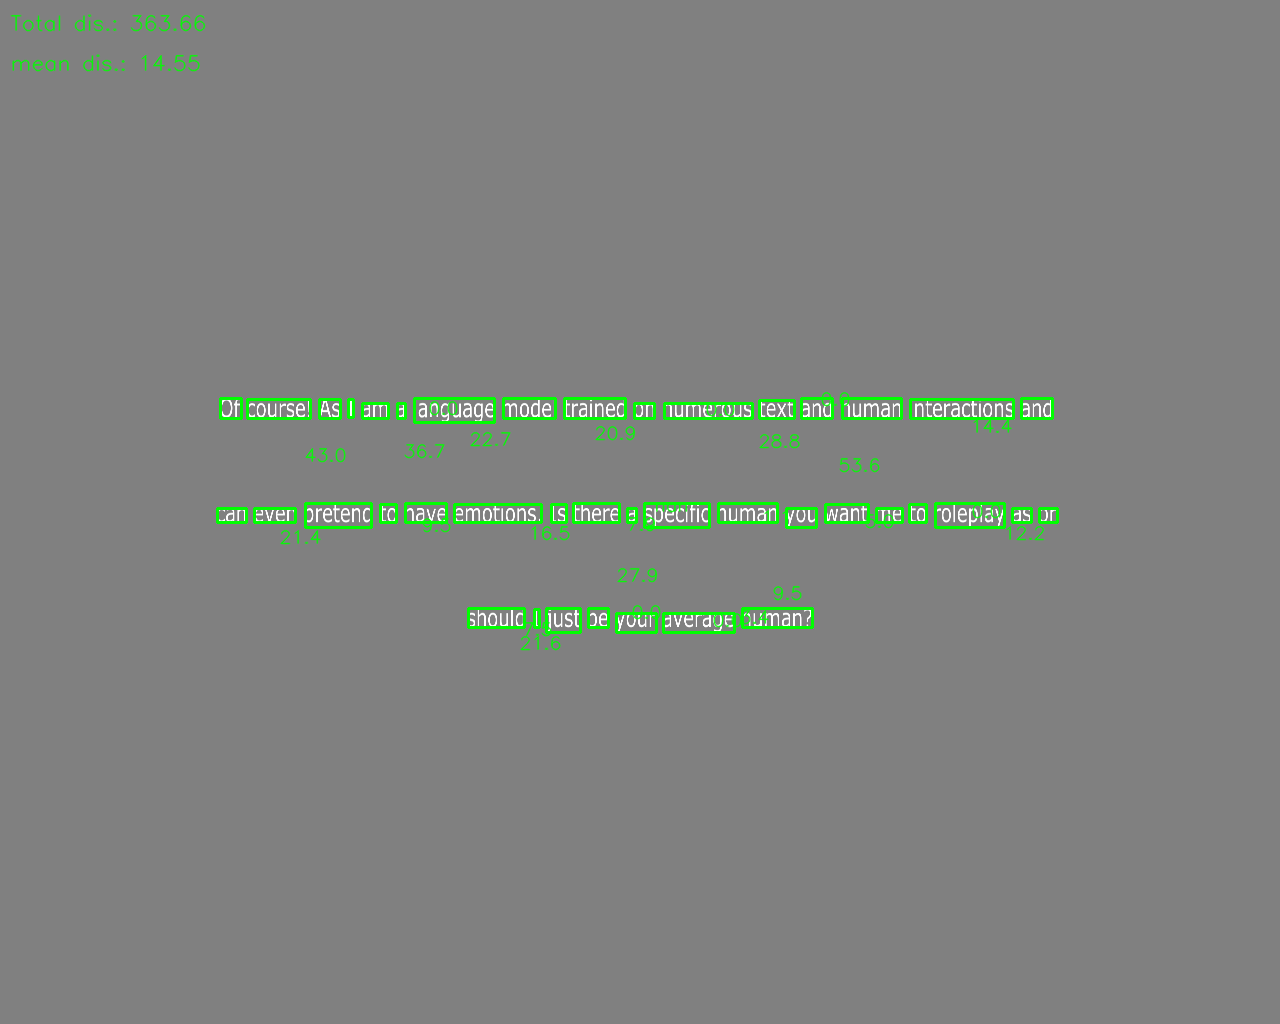 Total dis.: 363.66
mean dis.: 14.55
Of course! As I am a language model trained on numerous text and human interactions and
43.0 36.7 22.7 20.9 28.8 53.6 14.4
can even pretend to have emotions. Is there a specific human you want me to roleplay as or
21.4 16.5 12.2
27.9 9.5
should I just be your average human?
21.6